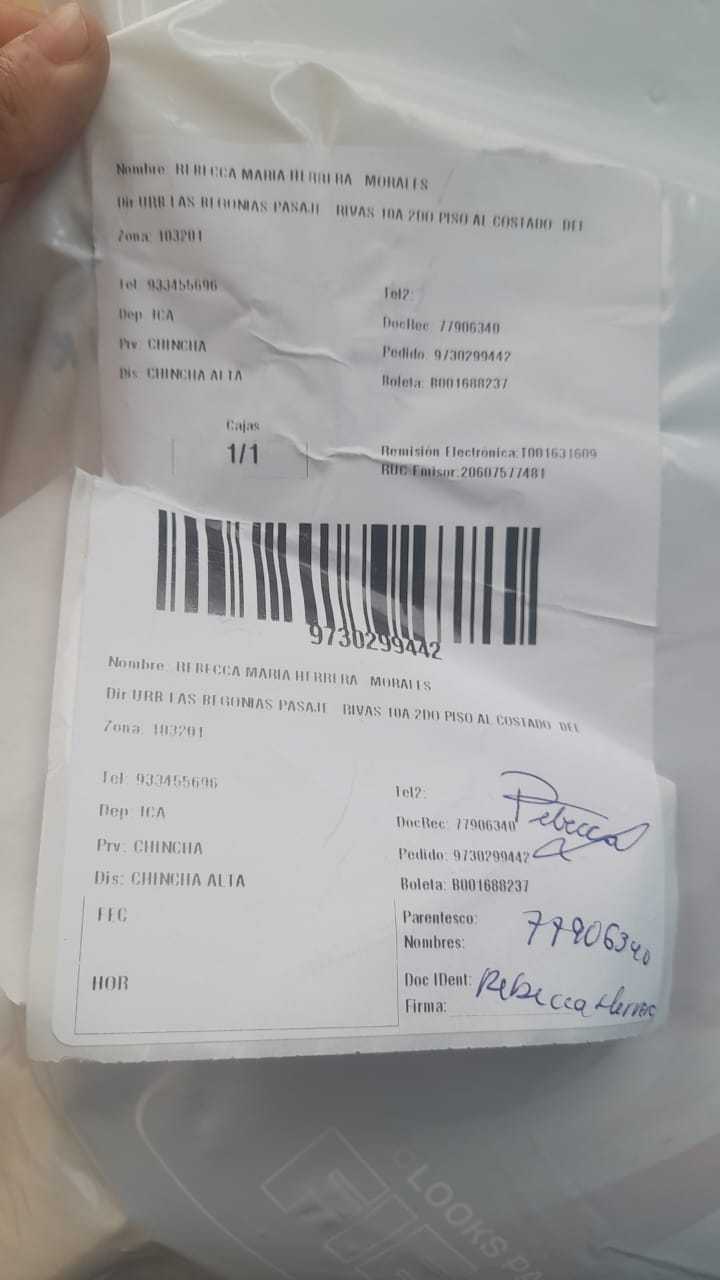 Nombre: REBECCA MARIA HERRERA MORALES
Dir URB LAS BEGONIAS PASAJE RIVAS 10A 2DO PISO AL COSTADO DEL
Zona: 103201
Tel: 933455696 Tel2:
Dep: ICA DocRec: 77906340
Prv: CHINCHA Pedido: 9730299442
Dis: CHINCHA ALTA Boleta: B001688237
Cajas
1/1 Remisión Electrónica:T001631609
RUC Emisor:20607577481
9730299442
Nombre: REBECCA MARIA HERRERA MORALES
Dir URB LAS BEGONIAS PASAJE RIVAS 10A 2DO PISO AL COSTADO DEL
Zona: 103201
Tel: 933455696 Tel2:
Dep: ICA DocRec: 77906340 Rebecca
Prv: CHINCHA Pedido: 9730299442
Dis: CHINCHA ALTA Boleta: B001688237
FEC Parentesco: 77906340
Nombres:
HOR Doc IDent: Rebecca Herrera
Firma:
LOOKS